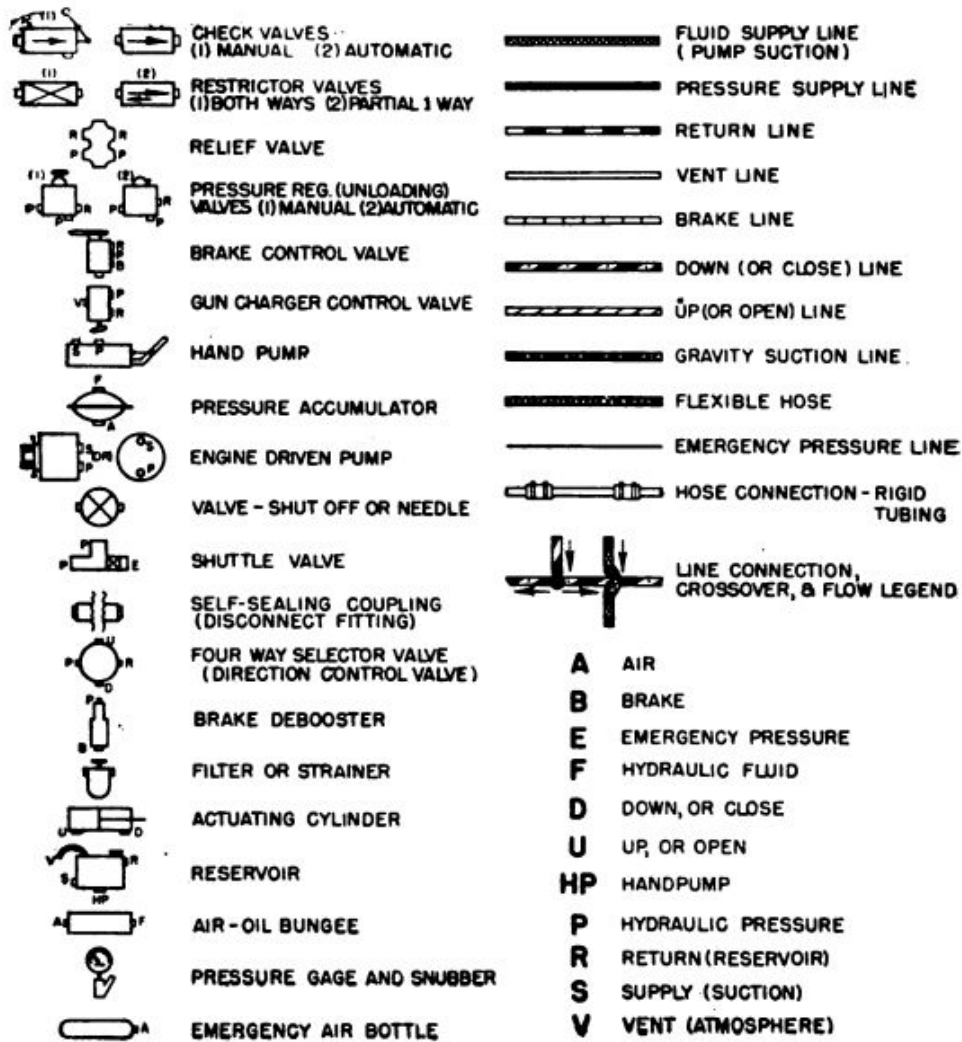 (1) C
CHECK VALVES
(1) MANUAL (2) AUTOMATIC
(1) (2)
RESTRICTOR VALVES
(1) BOTH WAYS (2) PARTIAL 1 WAY
R R
P P
RELIEF VALVE
(1) (2)
P R R
P P
PRESSURE REG. (UNLOADING)
VALVES (1) MANUAL (2) AUTOMATIC
R
P
B
BRAKE CONTROL VALVE
V P
R
GUN CHARGER CONTROL VALVE
S P
HAND PUMP
F
A
PRESSURE ACCUMULATOR
S S
P P
ENGINE DRIVEN PUMP
VALVE - SHUT OFF OR NEEDLE
P
P E
SHUTTLE VALVE
SELF-SEALING COUPLING
(DISCONNECT FITTING)
U
P R
D
FOUR WAY SELECTOR VALVE
(DIRECTION CONTROL VALVE)
P
B
BRAKE DEBOOSTER
FILTER OR STRAINER
U D
ACTUATING CYLINDER
V R
S
HP
RESERVOIR
A F
AIR-OIL BUNGEE
PRESSURE GAGE AND SNUBBER
A
EMERGENCY AIR BOTTLE
FLUID SUPPLY LINE
(PUMP SUCTION)
PRESSURE SUPPLY LINE
RETURN LINE
VENT LINE
BRAKE LINE
DOWN (OR CLOSE) LINE
UP (OR OPEN) LINE
GRAVITY SUCTION LINE
FLEXIBLE HOSE
EMERGENCY PRESSURE LINE
HOSE CONNECTION - RIGID
TUBING
LINE CONNECTION,
CROSSOVER, & FLOW LEGEND
A AIR
B BRAKE
E EMERGENCY PRESSURE
F HYDRAULIC FLUID
D DOWN, OR CLOSE
U UP, OR OPEN
HP HANDPUMP
P HYDRAULIC PRESSURE
R RETURN (RESERVOIR)
S SUPPLY (SUCTION)
V VENT (ATMOSPHERE)